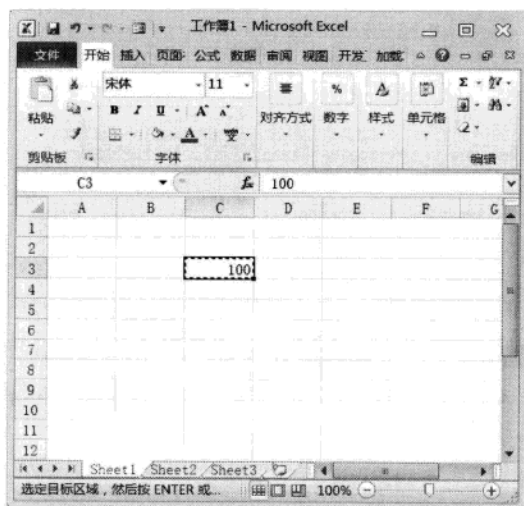 工作簿1 - Microsoft Excel
文件 开始 插入 页面 公式 数据 审阅 视图 开发 加载
宋体 11
粘贴 B I U A A 对齐方式 % 数字 样式 单元格
A
剪贴板 字体 编辑
C3 fx 100
A B C D E F G
1
2
3 100
4
5
6
7
8
9
10
11
12
Sheet1 Sheet2 Sheet3
选定目标区域，然后按 ENTER 或... 100%